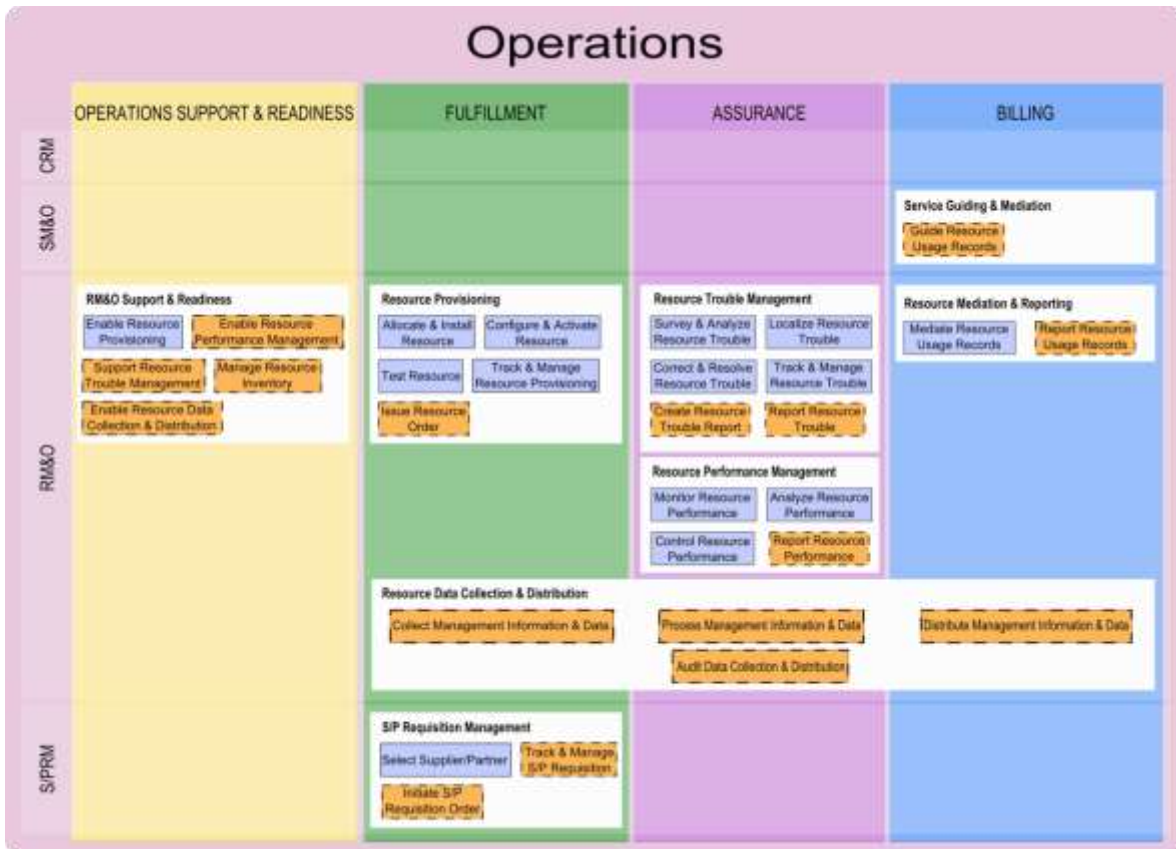 Operations
OPERATIONS SUPPORT & READINESS
FULFILLMENT
ASSURANCE
BILLING
CRM
SM&O
Service Guiding & Mediation
Guide Resource
Usage Records
RM&O
RM&O Support & Readiness
Enable Resource
Provisioning
Enable Resource
Performance Management
Support Resource
Trouble Management
Manage Resource
Inventory
Enable Resource Data
Collection & Distribution
Resource Provisioning
Allocate & Install
Resource
Configure & Activate
Resource
Test Resource
Track & Manage
Resource Provisioning
Issue Resource
Order
Resource Trouble Management
Survey & Analyze
Resource Trouble
Localize Resource
Trouble
Correct & Resolve
Resource Trouble
Track & Manage
Resource Trouble
Create Resource
Trouble Report
Report Resource
Trouble
Resource Performance Management
Monitor Resource
Performance
Analyze Resource
Performance
Control Resource
Performance
Report Resource
Performance
Resource Mediation & Reporting
Mediate Resource
Usage Records
Report Resource
Usage Records
Resource Data Collection & Distribution
Collect Management Information & Data
Process Management Information & Data
Distribute Management Information & Data
Audit Data Collection & Distribution
S/PRM
S/P Requisition Management
Select Supplier/Partner
Track & Manage
S/P Requisition
Initiate S/P
Requisition Order